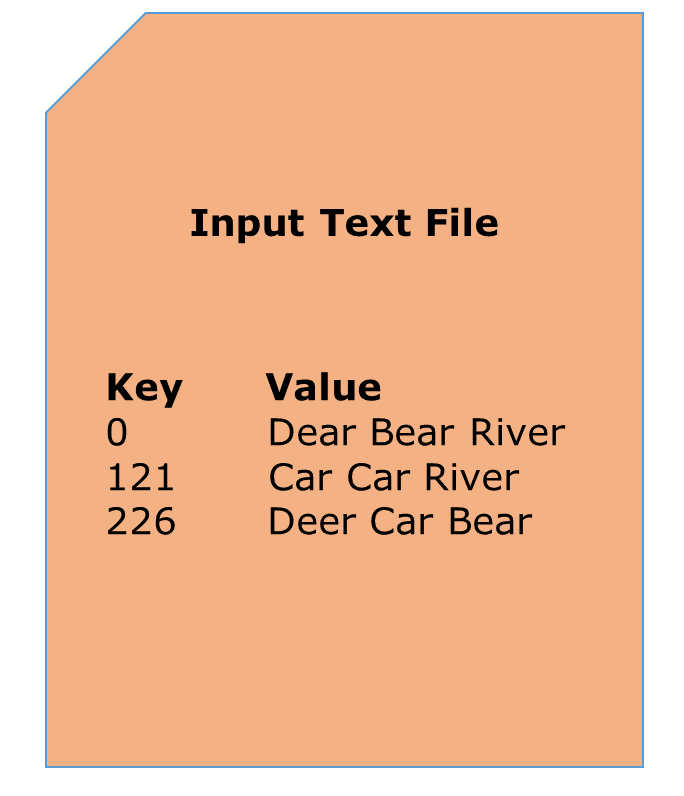 Input Text File
Key Value
0 Dear Bear River
121 Car Car River
226 Deer Car Bear